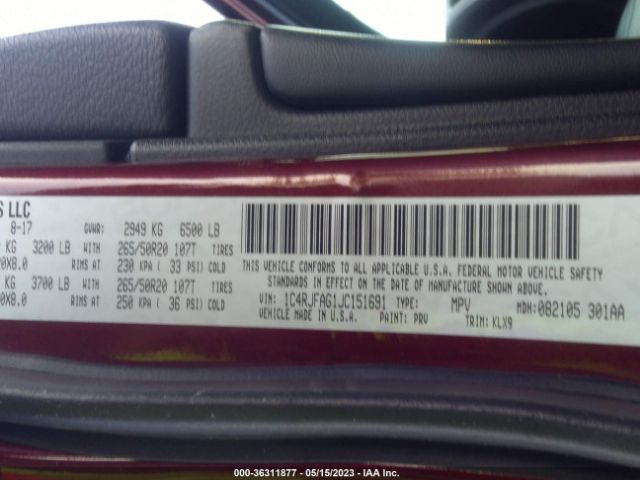 S LLC
8-17 GVWR: 2949 KG 6500 LB
KG 3200 LB WITH 265/50R20 107T TIRES
0X8.0 RIMS AT 230 KPA ( 33 PSI) COLD
KG 3700 LB WITH 265/50R20 107T TIRES
0X8.0 RIMS AT 250 KPA ( 36 PSI) COLD
THIS VEHICLE CONFORMS TO ALL APPLICABLE U.S.A. FEDERAL MOTOR VEHICLE SAFETY
STANDARDS IN EFFECT ON THE DATE OF MANUFACTURE SHOWN ABOVE.
VIN: 1C4RJFAG1JC151691 TYPE: MPV MDH: 082105 301AA
VEHICLE MADE IN U.S.A. PAINT: PRV TRIM: KLX9
000-36311877 — 05/15/2023 — IAA Inc.